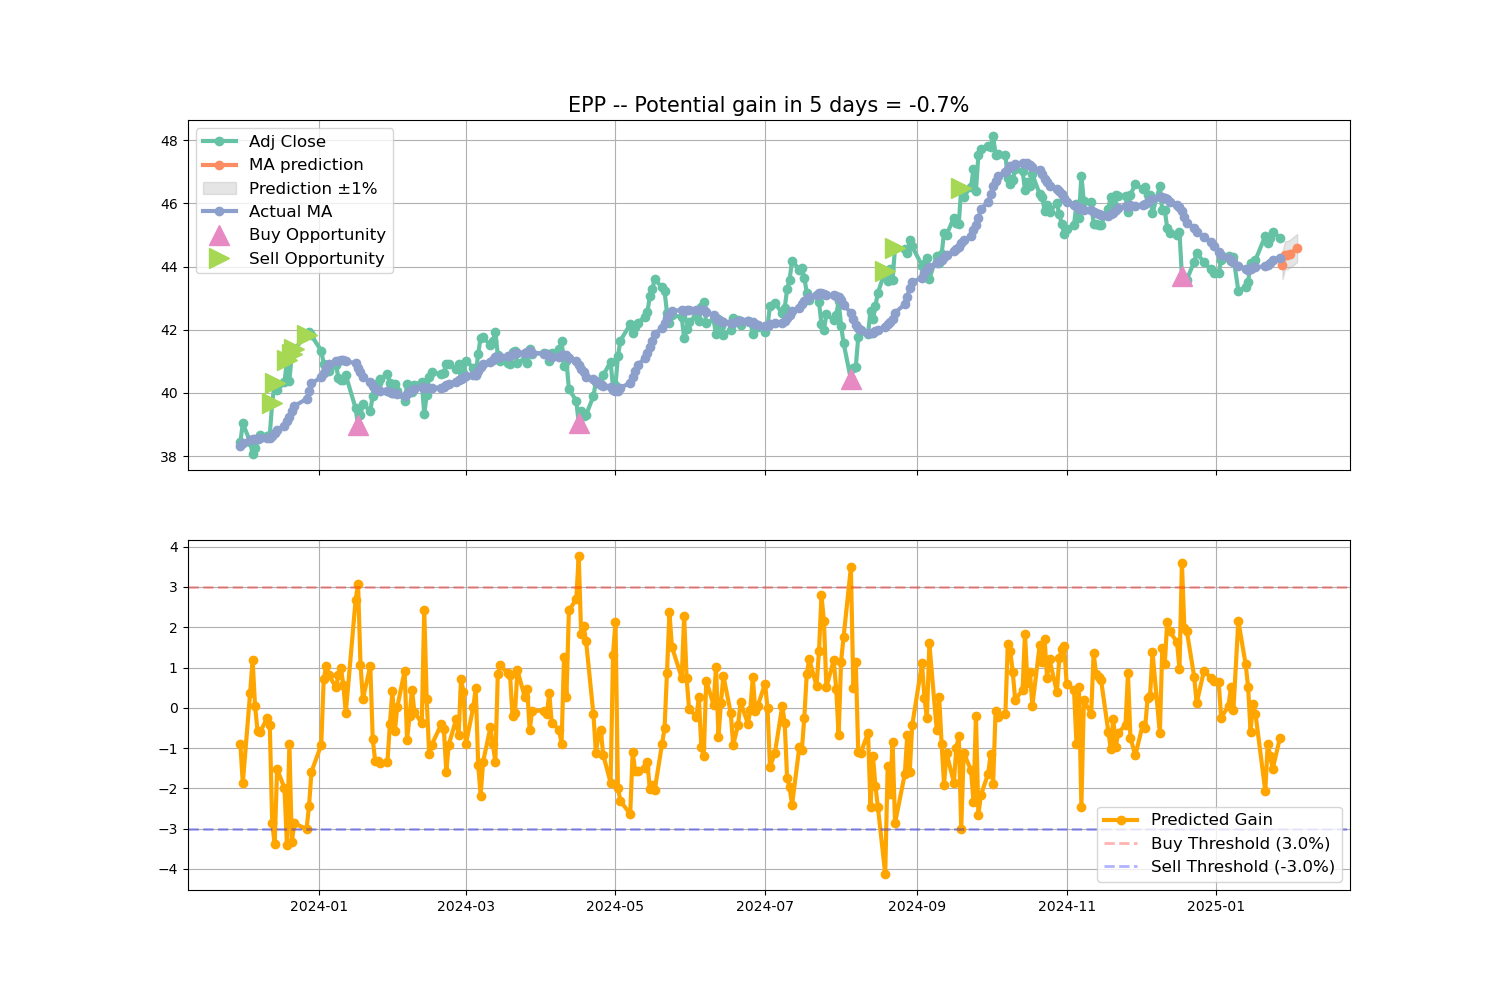 EPP -- Potential gain in 5 days = -0.7%
48
46
44
42
40
38
Adj Close
MA prediction
Prediction ±1%
Actual MA
Buy Opportunity
Sell Opportunity
4
3
2
1
0
−1
−2
−3
−4
Predicted Gain
Buy Threshold (3.0%)
Sell Threshold (-3.0%)
2024-01
2024-03
2024-05
2024-07
2024-09
2024-11
2025-01